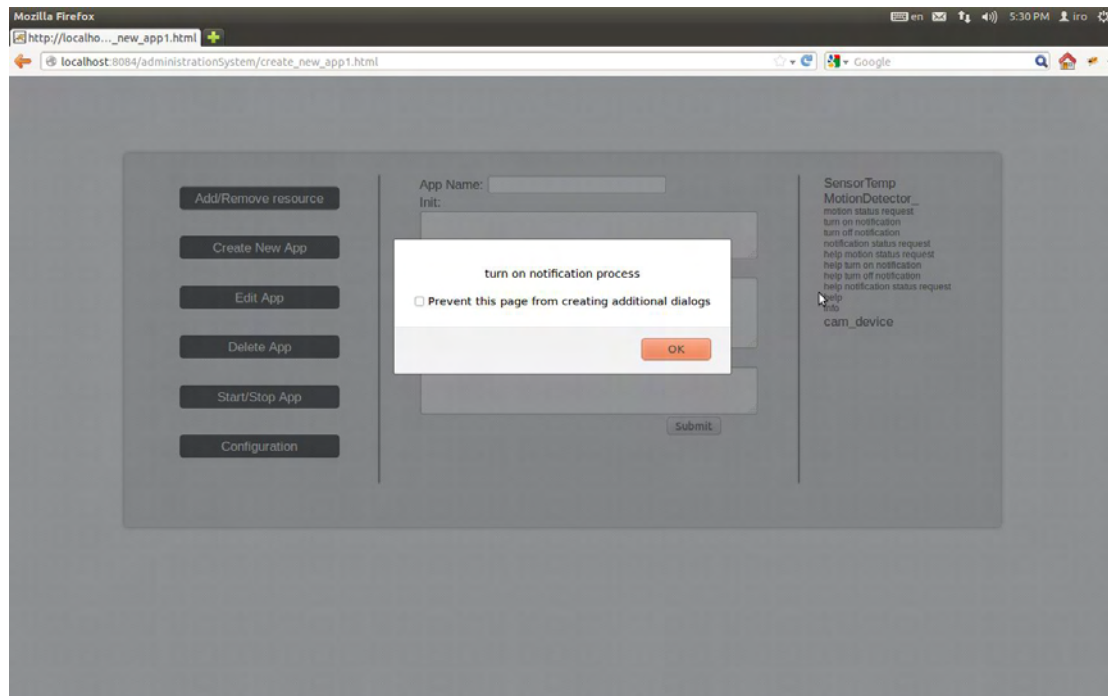 Mozilla Firefox
en 5:30 PM iro
http://localho..._new_app1.html
localhost:8084/administrationSystem/create_new_app1.html
Google
Add/Remove resource
Create New App
Edit App
Delete App
Start/Stop App
Configuration
App Name:
Init:
turn on notification process
Prevent this page from creating additional dialogs
OK
Submit
SensorTemp
MotionDetector_
motion status request
turn on notification
turn off notification
notification status request
help motion status request
help turn on notification
help turn off notification
help notification status request
help
info
cam_device